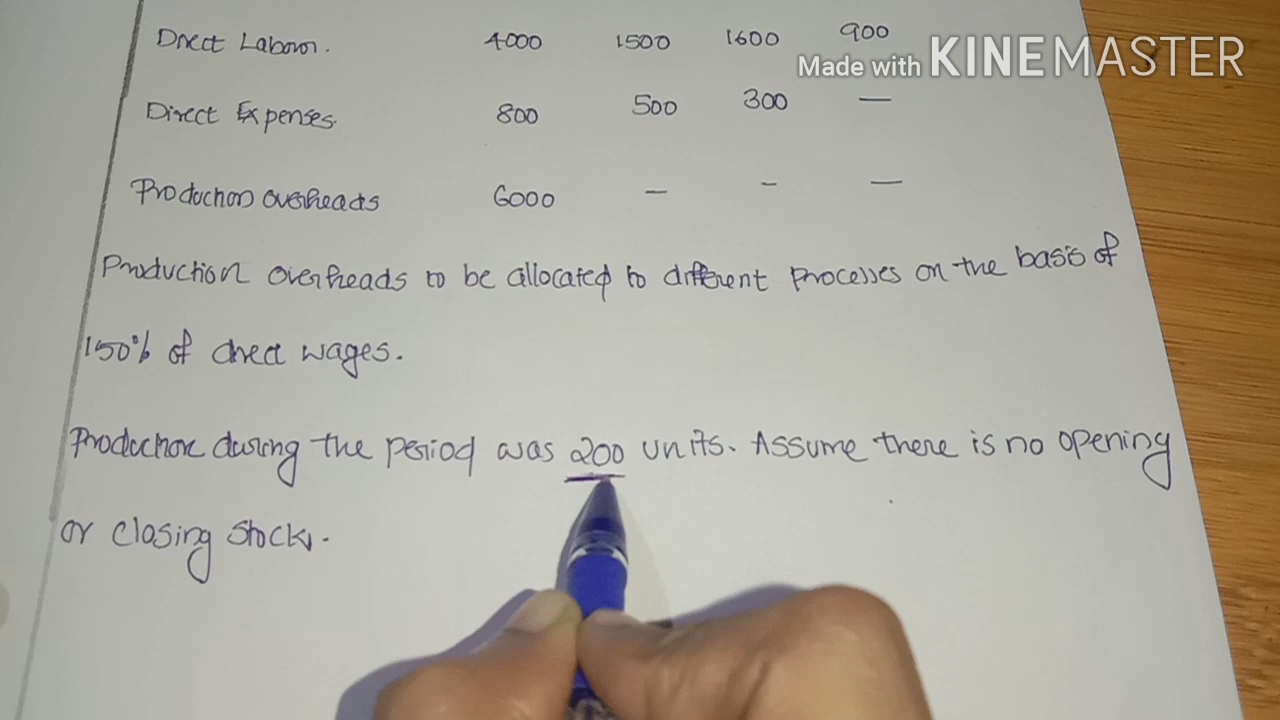 Direct Labour. 4000 1500 1600 900
Made with KINEMASTER
Direct Expenses. 800 500 300 —
Production overheads 6000 — – —
Production overheads to be allocated to different processes on the basis of
150% of direct wages.
Production during the period was 200 units. Assume there is no opening
or closing stock.